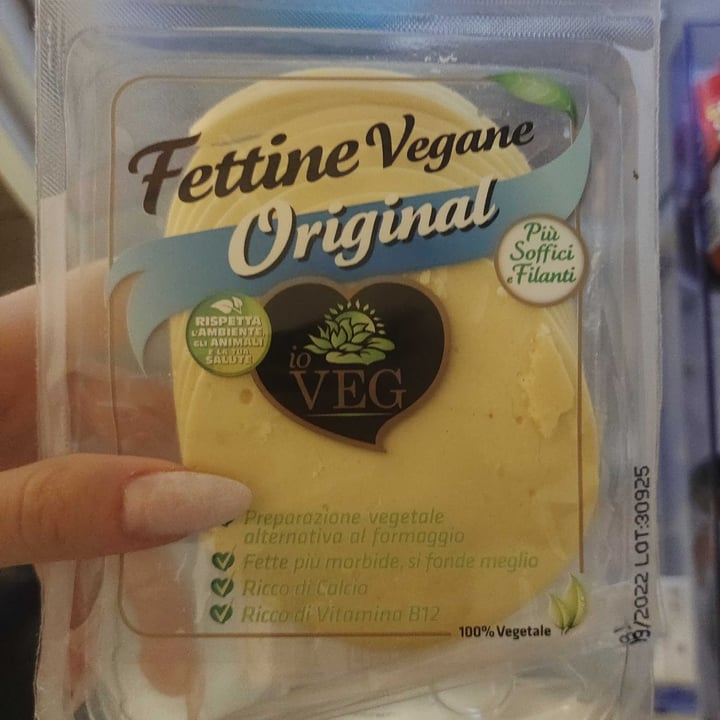 Fettine Vegane
Original
Più
Soffici
e Filanti
RISPETTA
L'AMBIENTE,
GLI ANIMALI
E LA TUA
SALUTE
io
VEG
Preparazione vegetale
alternativa al formaggio
Fette più morbide, si fonde meglio
Ricco di Calcio
Ricco di Vitamina B12
100% Vegetale
/2022 LOT:30925